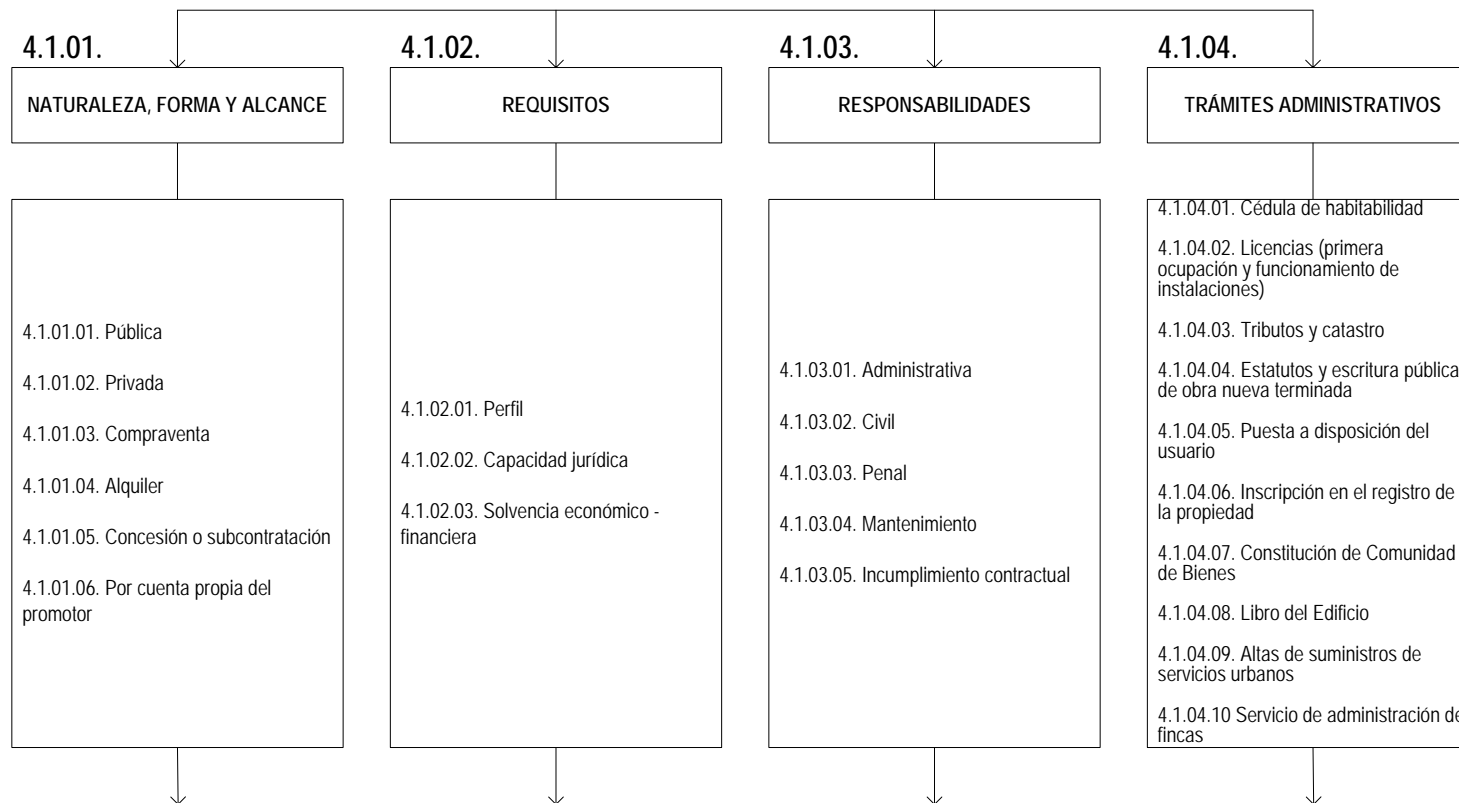 4.1.01.
NATURALEZA, FORMA Y ALCANCE
4.1.01.01. Pública
4.1.01.02. Privada
4.1.01.03. Compraventa
4.1.01.04. Alquiler
4.1.01.05. Concesión o subcontratación
4.1.01.06. Por cuenta propia del
promotor
4.1.02.
REQUISITOS
4.1.02.01. Perfil
4.1.02.02. Capacidad jurídica
4.1.02.03. Solvencia económico -
financiera
4.1.03.
RESPONSABILIDADES
4.1.03.01. Administrativa
4.1.03.02. Civil
4.1.03.03. Penal
4.1.03.04. Mantenimiento
4.1.03.05. Incumplimiento contractual
4.1.04.
TRÁMITES ADMINISTRATIVOS
4.1.04.01. Cédula de habitabilidad
4.1.04.02. Licencias (primera
ocupación y funcionamiento de
instalaciones)
4.1.04.03. Tributos y catastro
4.1.04.04. Estatutos y escritura pública
de obra nueva terminada
4.1.04.05. Puesta a disposición del
usuario
4.1.04.06. Inscripción en el registro de
la propiedad
4.1.04.07. Constitución de Comunidad
de Bienes
4.1.04.08. Libro del Edificio
4.1.04.09. Altas de suministros de
servicios urbanos
4.1.04.10 Servicio de administración de
fincas